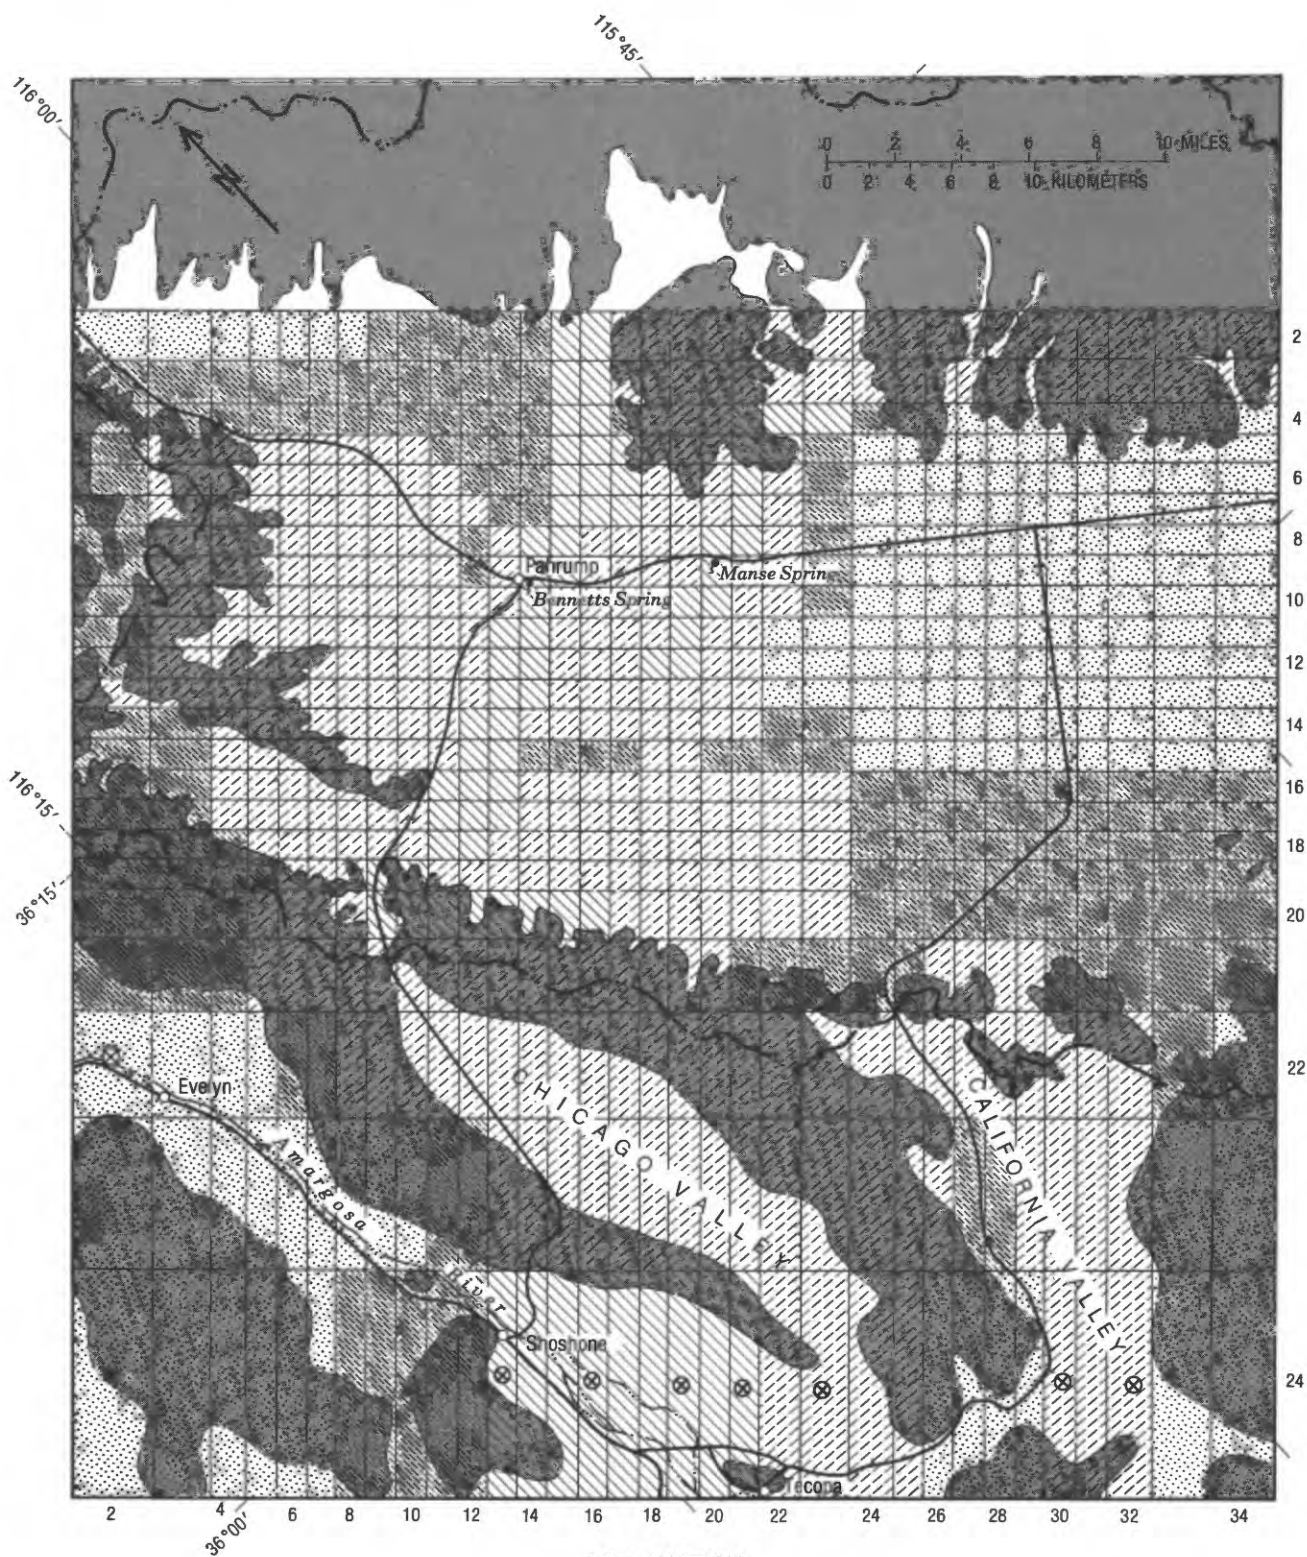 115°45'
116°00'
0 2 4 6 8 10 MILES
0 2 4 6 8 10 KILOMETERS
N
2
4
6
8
Pahrump
Manse Spring
Bennetts Spring
10
12
14
116°15'
16
18
36°15'
20
22
Evelyn
CHICAGO VALLEY
CALIFORNIA VALLEY
Amargosa River
Shoshone
24
Tecopa
2 4 6 8 10 12 14 16 18 20 22 24 26 28 30 32 34
36°00'